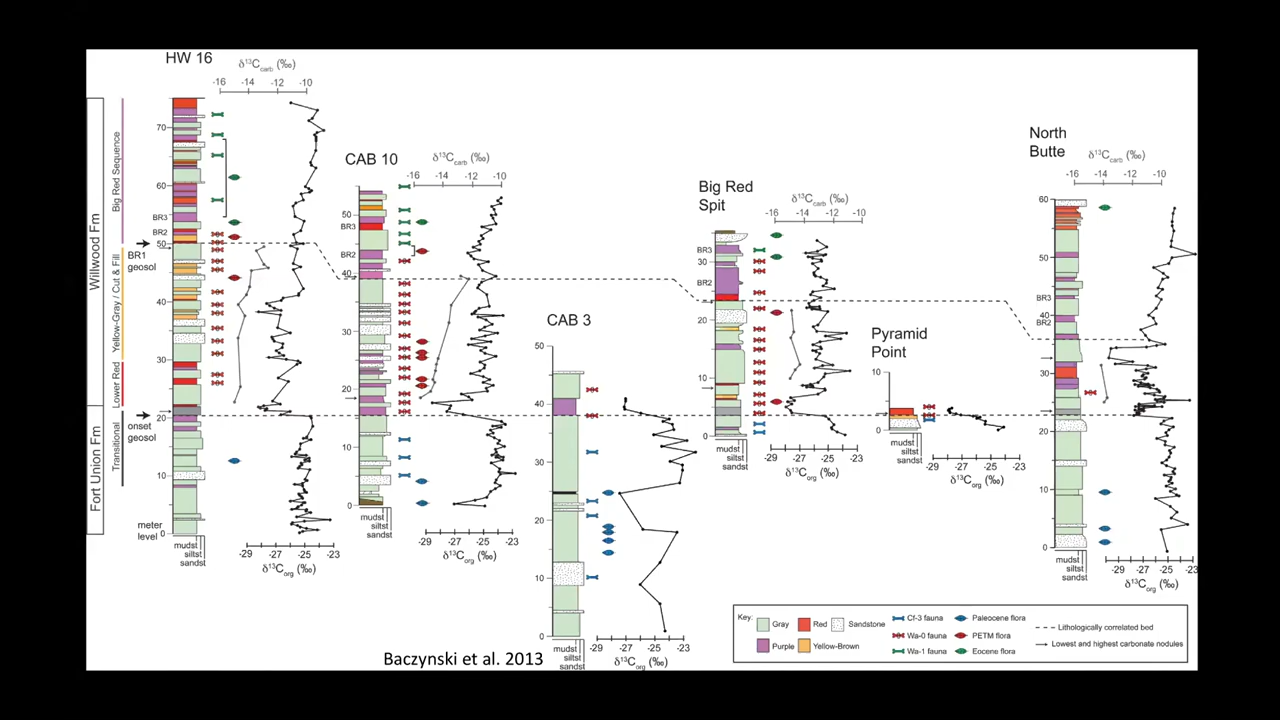 HW 16
δ13Ccarb (‰)
-16 -14 -12 -10
Willwood Fm
Fort Union Fm
Big Red Sequence
Yellow-Gray / Cut & Fill
Lower Red
Transitional
70
60
BR3
BR2
50
BR1
geosol
40
30
20
onset
geosol
10
meter
level
0
mudst
siltst
sandst
-29 -27 -25 -23
δ13Corg (‰)
CAB 10
δ13Ccarb (‰)
-16 -14 -12 -10
50
BR3
BR2
40
30
20
10
0
mudst
siltst
sandst
-29 -27 -25 -23
δ13Corg (‰)
CAB 3
50
40
30
20
10
0
mudst
siltst
sandst
-29 -27 -25 -23
δ13Corg (‰)
Big Red
Spit
δ13Ccarb (‰)
-16 -14 -12 -10
BR3
30
BR2
20
10
0
mudst
siltst
sandst
-29 -27 -25 -23
δ13Corg (‰)
Pyramid
Point
10
0
mudst
siltst
sandst
-29 -27 -25 -23
δ13Corg (‰)
North
Butte
δ13Ccarb (‰)
-16 -14 -12 -10
60
50
BR3
40
BR2
30
20
10
0
mudst
siltst
sandst
-29 -27 -25 -23
δ13Corg (‰)
Key:
Gray Red Sandstone
Purple Yellow-Brown
Cf-3 fauna
Wa-0 fauna
Wa-1 fauna
Paleocene flora
PETM flora
Eocene flora
Lithologically correlated bed
Lowest and highest carbonate nodules
Baczynski et al. 2013